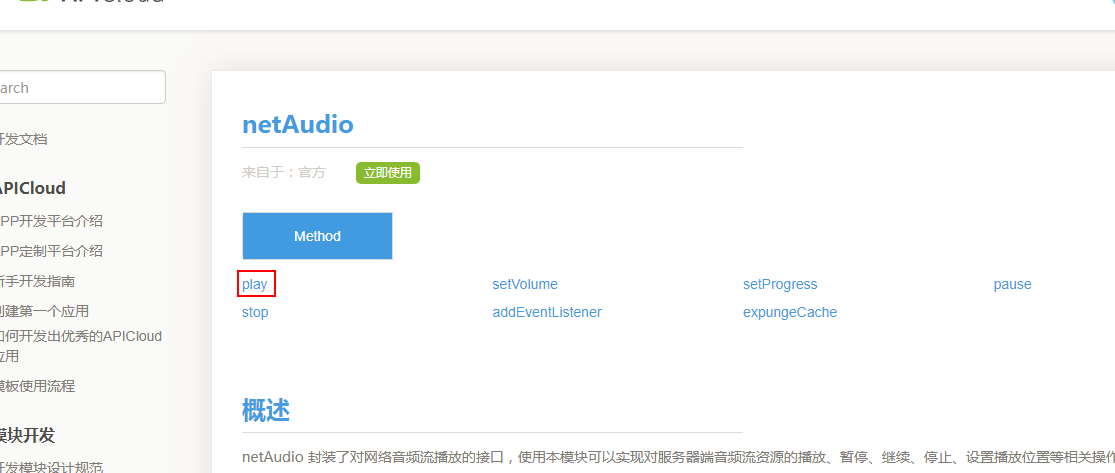 arch
开发文档
APICloud
APP开发平台介绍
APP定制平台介绍
新手开发指南
创建第一个应用
如何开发出优秀的APICloud
应用
模板使用流程
模块开发
开发模块设计规范
netAudio
来自于：官方 立即使用
Method
play setVolume setProgress pause
stop addEventListener expungeCache
概述
netAudio 封装了对网络音频流播放的接口，使用本模块可以实现对服务器端音频流资源的播放、暂停、继续、停止、设置播放位置等相关操作